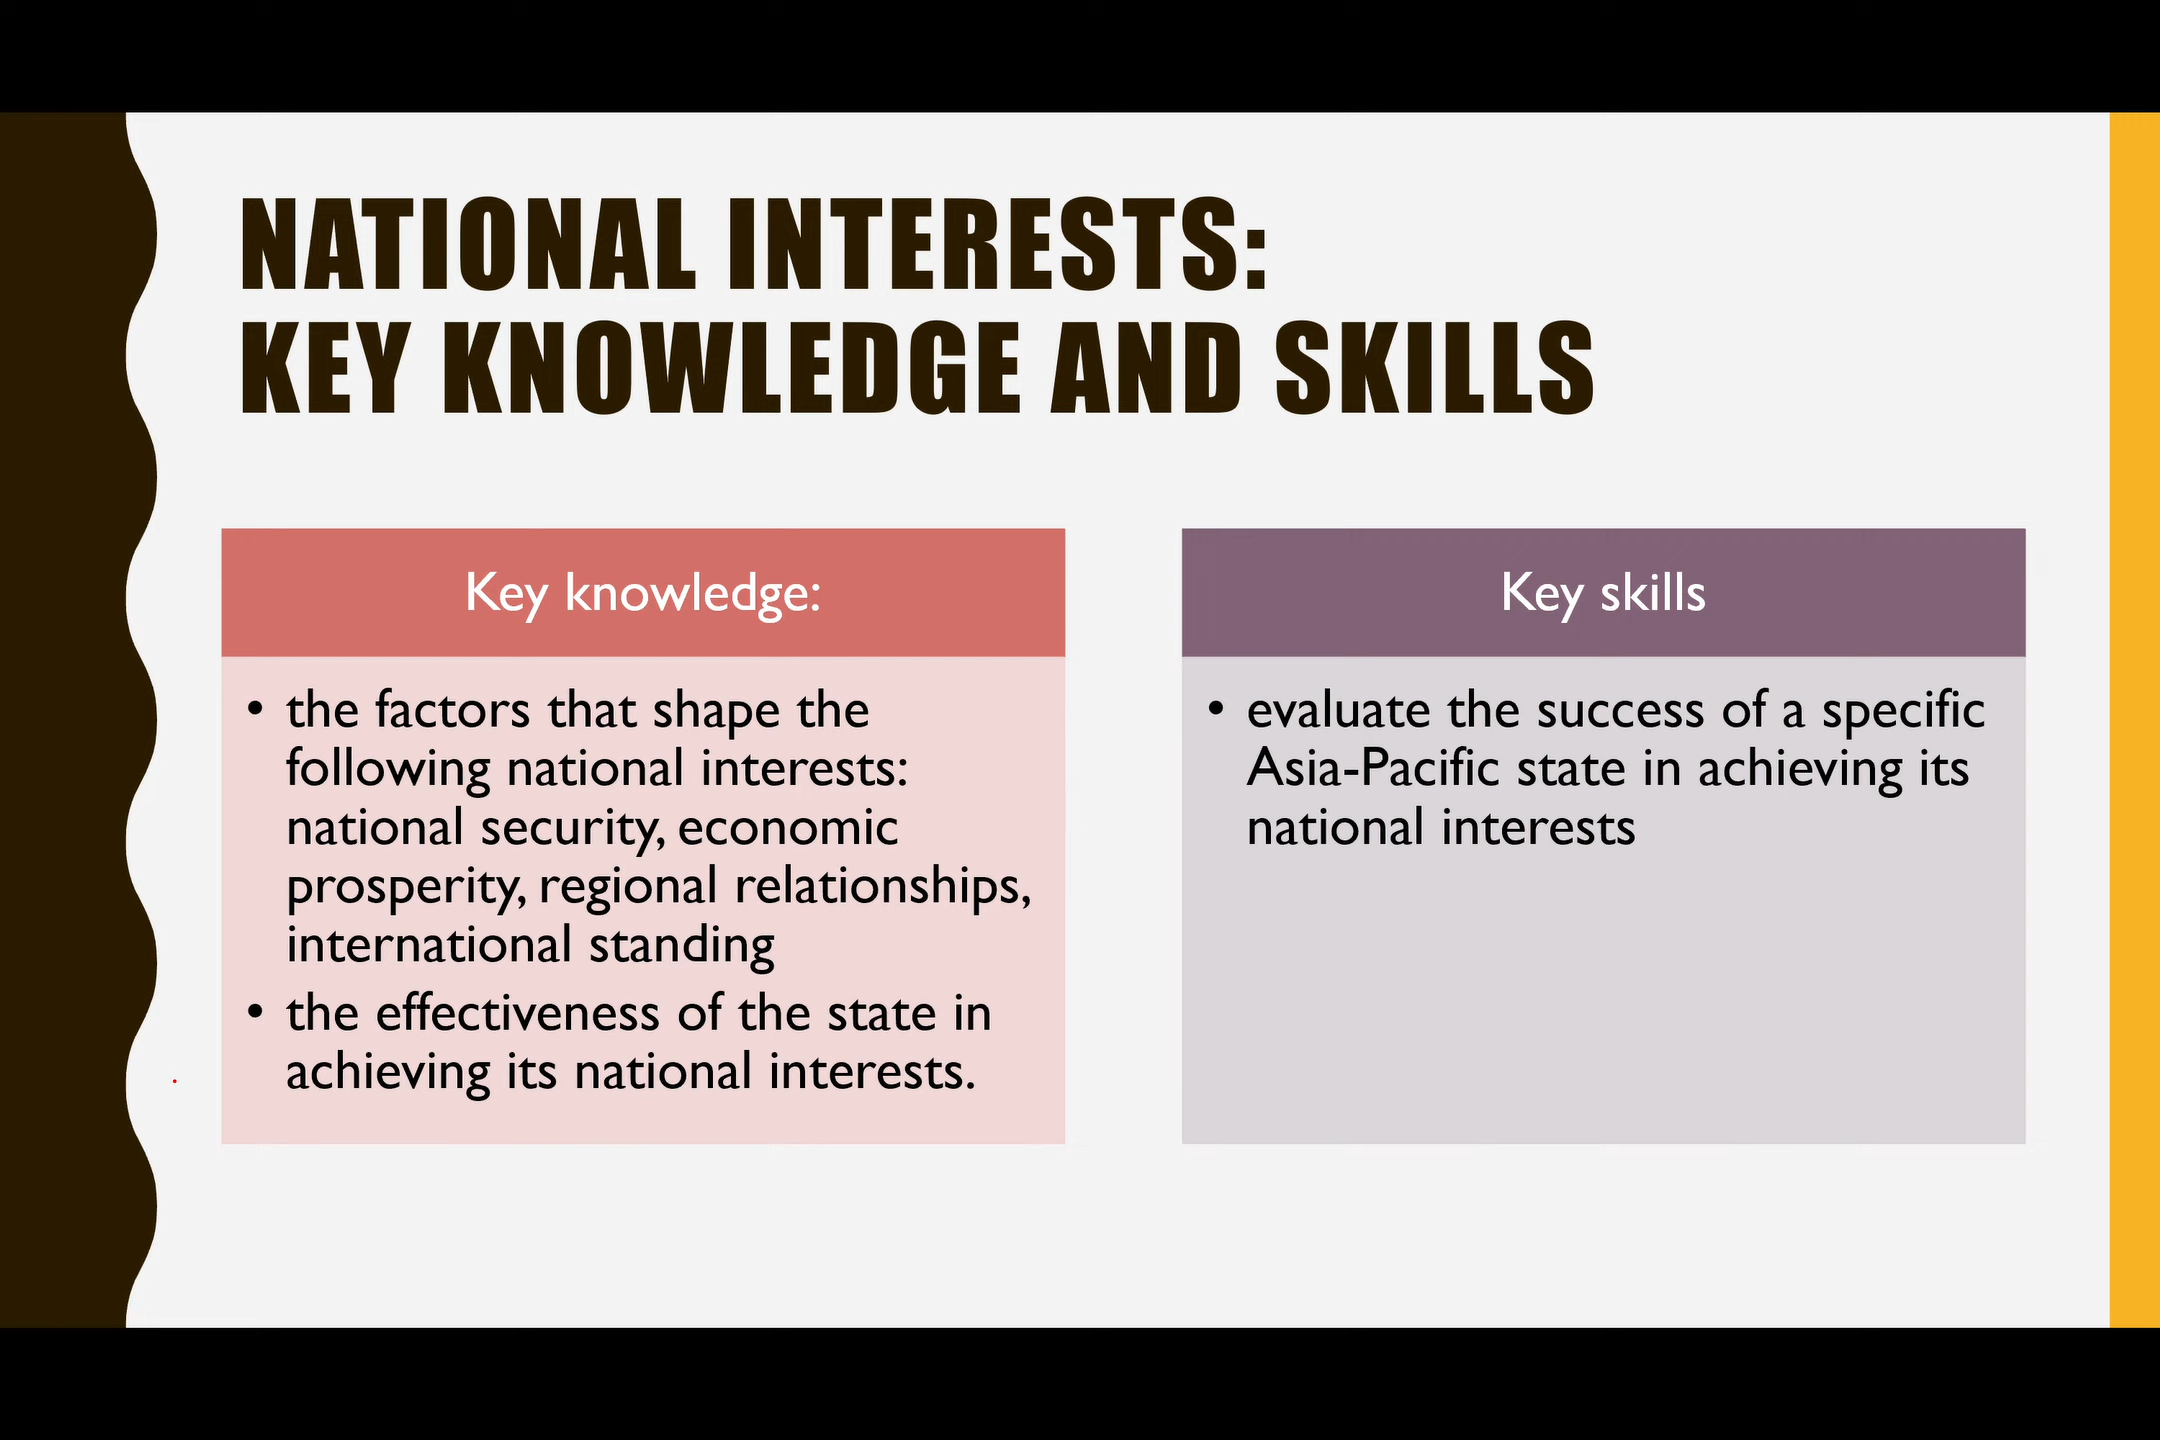 NATIONAL INTERESTS:
KEY KNOWLEDGE AND SKILLS
Key knowledge:
• the factors that shape the
following national interests:
national security, economic
prosperity, regional relationships,
international standing
• the effectiveness of the state in
achieving its national interests.
Key skills
• evaluate the success of a specific
Asia-Pacific state in achieving its
national interests